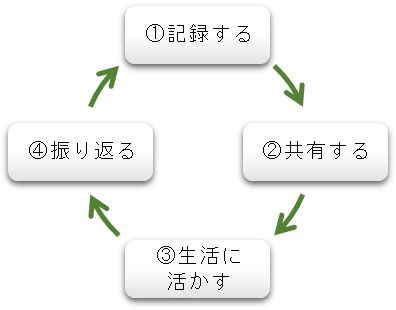 ①記録する
②共有する
③生活に
活かす
④振り返る